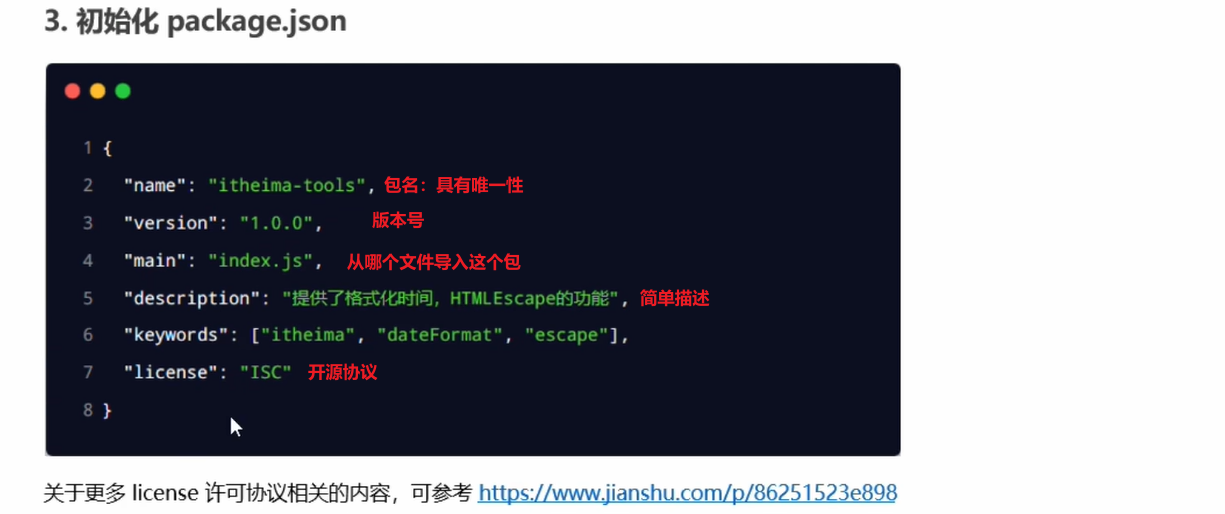 3. 初始化 package.json
1 {
2 "name": "itheima-tools", 包名：具有唯一性
3 "version": "1.0.0", 版本号
4 "main": "index.js", 从哪个文件导入这个包
5 "description": "提供了格式化时间，HTMLEscape的功能", 简单描述
6 "keywords": ["itheima", "dateFormat", "escape"],
7 "license": "ISC" 开源协议
8 }
关于更多 license 许可协议相关的内容，可参考 https://www.jianshu.com/p/86251523e898